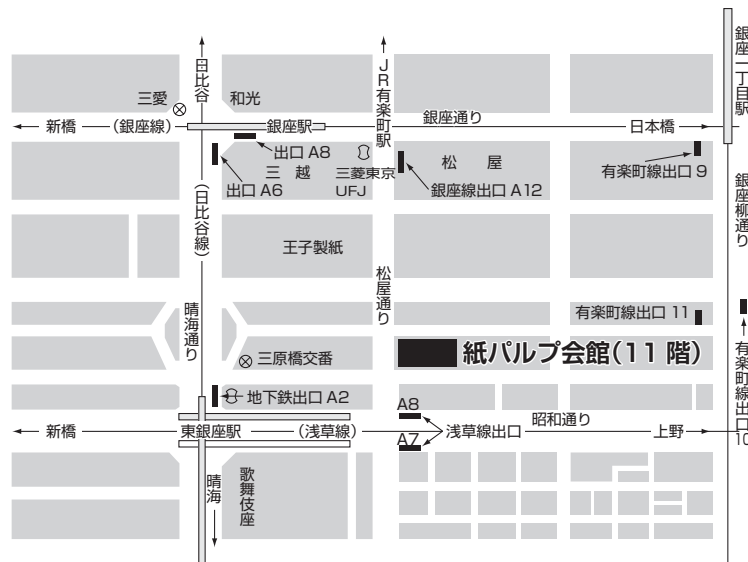 日比谷
JR有楽町駅
銀座一丁目駅
三愛
和光
新橋
(銀座線)
銀座駅
銀座通り
日本橋
出口 A8
出口 A6
三越
三菱東京
UFJ
松屋
銀座線出口 A12
有楽町線出口 9
銀座柳通り
(日比谷線)
王子製紙
松屋通り
晴海通り
有楽町線出口 11
三原橋交番
紙パルプ会館(11 階)
有楽町線出口10
地下鉄出口 A2
A8
昭和通り
新橋
東銀座駅
(浅草線)
A7
浅草線出口
上野
晴海
歌舞伎座